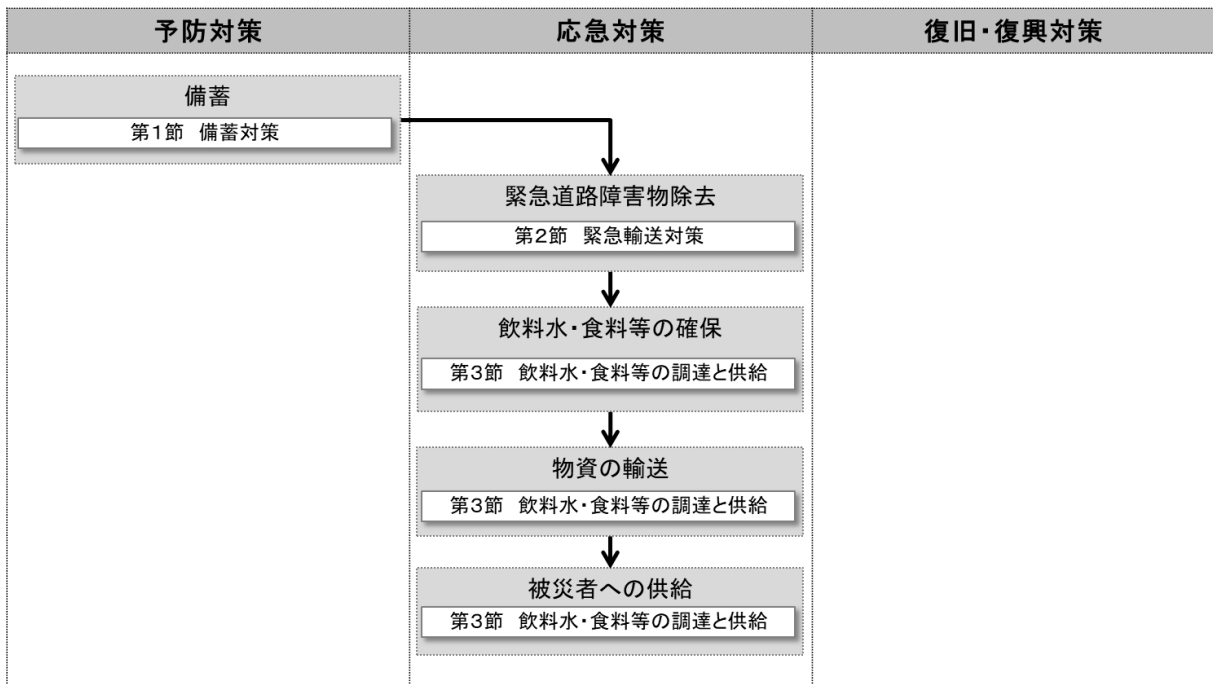 予防対策
応急対策
復旧・復興対策
備蓄
第1節 備蓄対策
緊急道路障害物除去
第2節 緊急輸送対策
飲料水・食料等の確保
第3節 飲料水・食料等の調達と供給
物資の輸送
第3節 飲料水・食料等の調達と供給
被災者への供給
第3節 飲料水・食料等の調達と供給